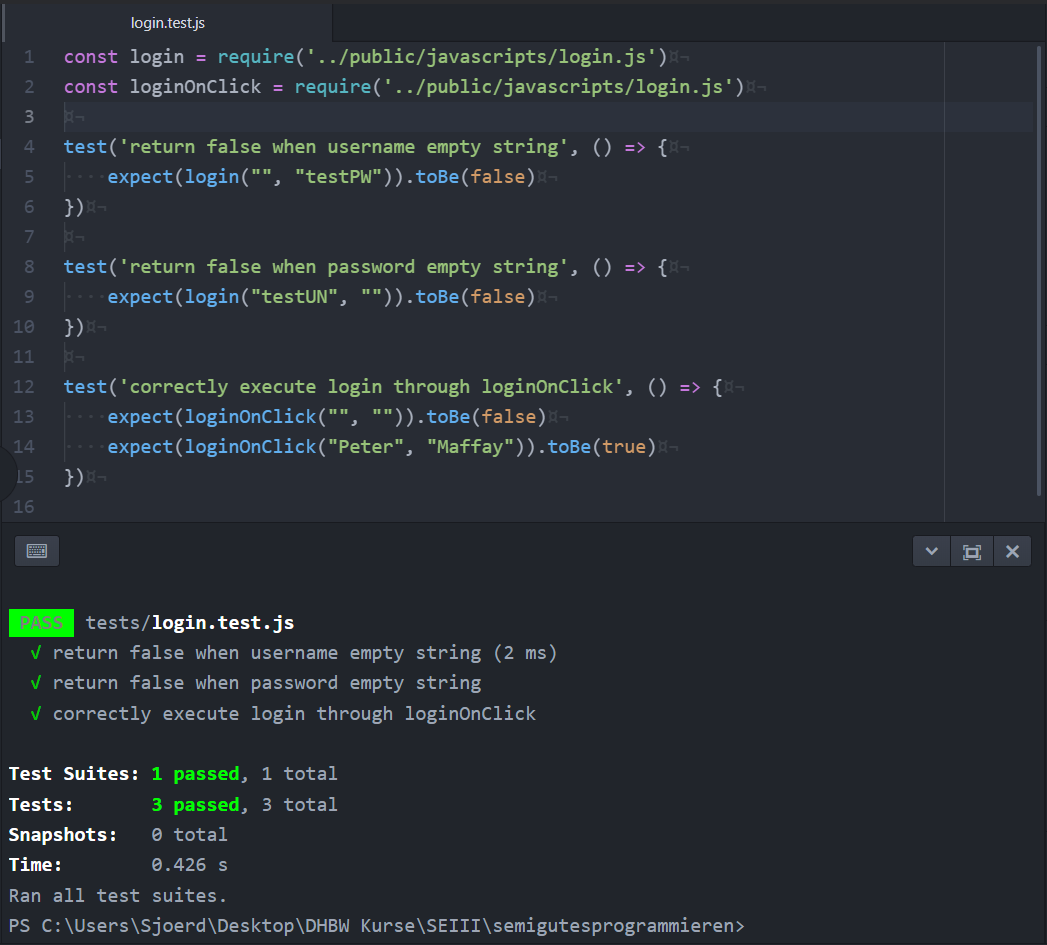 login.test.js
1 const login = require('../public/javascripts/login.js')¤¬
2 const loginOnClick = require('../public/javascripts/login.js')¤¬
3 ¤¬
4 test('return false when username empty string', () => {¤¬
5 ····expect(login("", "testPW")).toBe(false)¤¬
6 })¤¬
7 ¤¬
8 test('return false when password empty string', () => {¤¬
9 ····expect(login("testUN", "")).toBe(false)¤¬
10 })¤¬
11 ¤¬
12 test('correctly execute login through loginOnClick', () => {¤¬
13 ····expect(loginOnClick("", "")).toBe(false)¤¬
14 ····expect(loginOnClick("Peter", "Maffay")).toBe(true)¤¬
15 })¤¬
16
PASS tests/login.test.js
√ return false when username empty string (2 ms)
√ return false when password empty string
√ correctly execute login through loginOnClick
Test Suites: 1 passed, 1 total
Tests: 3 passed, 3 total
Snapshots: 0 total
Time: 0.426 s
Ran all test suites.
PS C:\Users\Sjoerd\Desktop\DHBW Kurse\SEIII\semigutesprogrammieren>